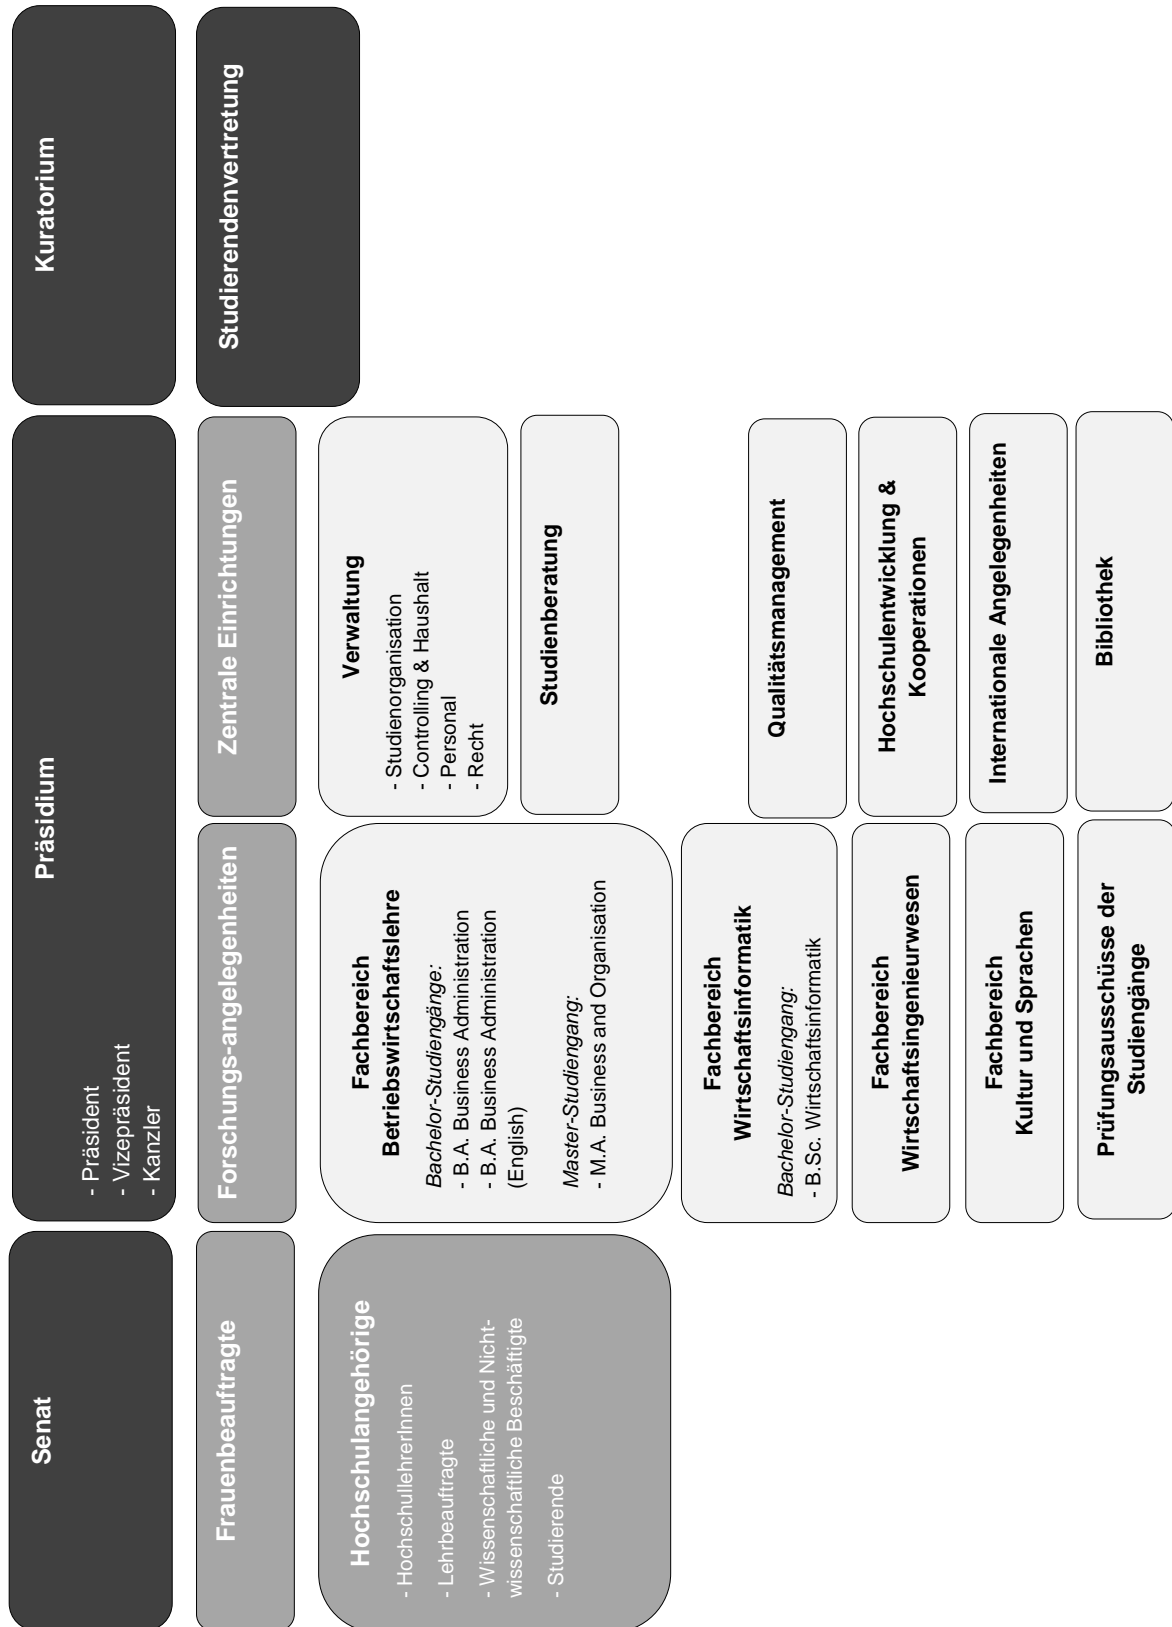 Senat
Präsidium
- Präsident
- Vizepräsident
- Kanzler
Kuratorium
Frauenbeauftragte
Forschungs-angelegenheiten
Zentrale Einrichtungen
Studierendenvertretung
Hochschulangehörige
- HochschullehrerInnen
- Lehrbeauftragte
- Wissenschaftliche und Nicht-
wissenschaftliche Beschäftigte
- Studierende
Fachbereich
Betriebswirtschaftslehre
Bachelor-Studiengänge:
- B.A. Business Administration
- B.A. Business Administration
(English)
Master-Studiengang:
- M.A. Business and Organisation
Fachbereich
Wirtschaftsinformatik
Bachelor-Studiengang:
- B.Sc. Wirtschaftsinformatik
Fachbereich
Wirtschaftsingenieurwesen
Fachbereich
Kultur und Sprachen
Prüfungsausschüsse der
Studiengänge
Verwaltung
- Studienorganisation
- Controlling & Haushalt
- Personal
- Recht
Studienberatung
Qualitätsmanagement
Hochschulentwicklung &
Kooperationen
Internationale Angelegenheiten
Bibliothek